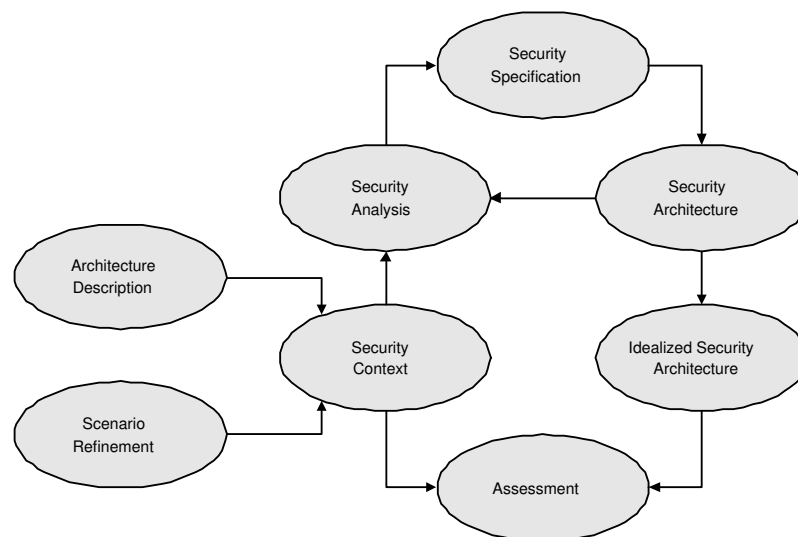 Security
Specification
Security
Analysis
Security
Architecture
Architecture
Description
Security
Context
Idealized Security
Architecture
Scenario
Refinement
Assessment